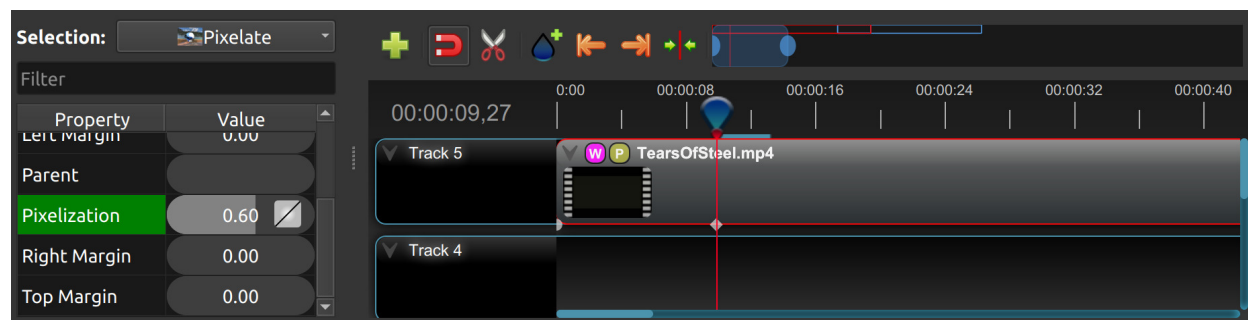 Selection: Pixelate
Filter
Property Value
Left Margin 0.00
Parent
Pixelization 0.60
Right Margin 0.00
Top Margin 0.00
0:00 00:00:08 00:00:16 00:00:24 00:00:32 00:00:40
00:00:09,27
Track 5
W P TearsOfSteel.mp4
Track 4